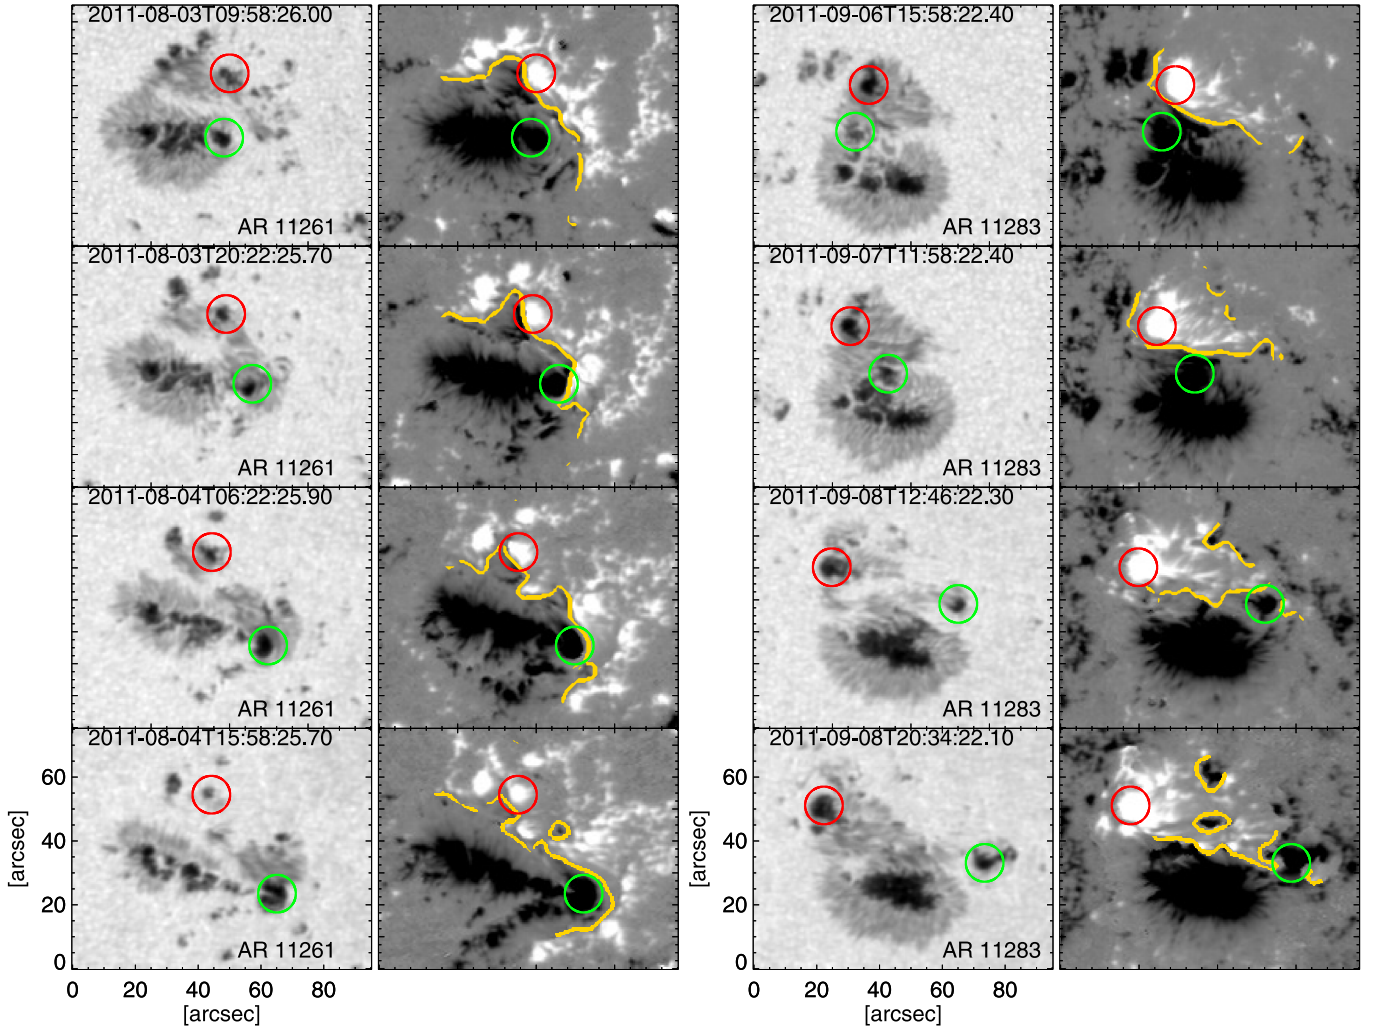 2011-08-03T09:58:26.00
AR 11261
2011-09-06T15:58:22.40
AR 11283
2011-08-03T20:22:25.70
AR 11261
2011-09-07T11:58:22.40
AR 11283
2011-08-04T06:22:25.90
AR 11261
2011-09-08T12:46:22.30
AR 11283
2011-08-04T15:58:25.70
AR 11261
2011-09-08T20:34:22.10
AR 11283
60
40
20
0
[arcsec]
0 20 40 60 80
[arcsec]
60
40
20
0
[arcsec]
0 20 40 60 80
[arcsec]